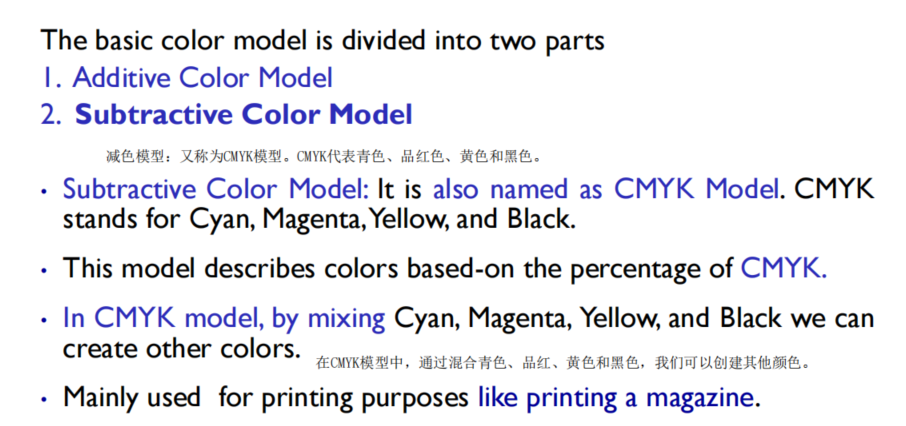 The basic color model is divided into two parts
1. Additive Color Model
2. Subtractive Color Model
减色模型：又称为CMYK模型。CMYK代表青色、品红色、黄色和黑色。
• Subtractive Color Model: It is also named as CMYK Model. CMYK
stands for Cyan, Magenta,Yellow, and Black.
• This model describes colors based-on the percentage of CMYK.
• In CMYK model, by mixing Cyan, Magenta, Yellow, and Black we can
create other colors.
在CMYK模型中，通过混合青色、品红、黄色和黑色，我们可以创建其他颜色。
• Mainly used  for printing purposes like printing a magazine.